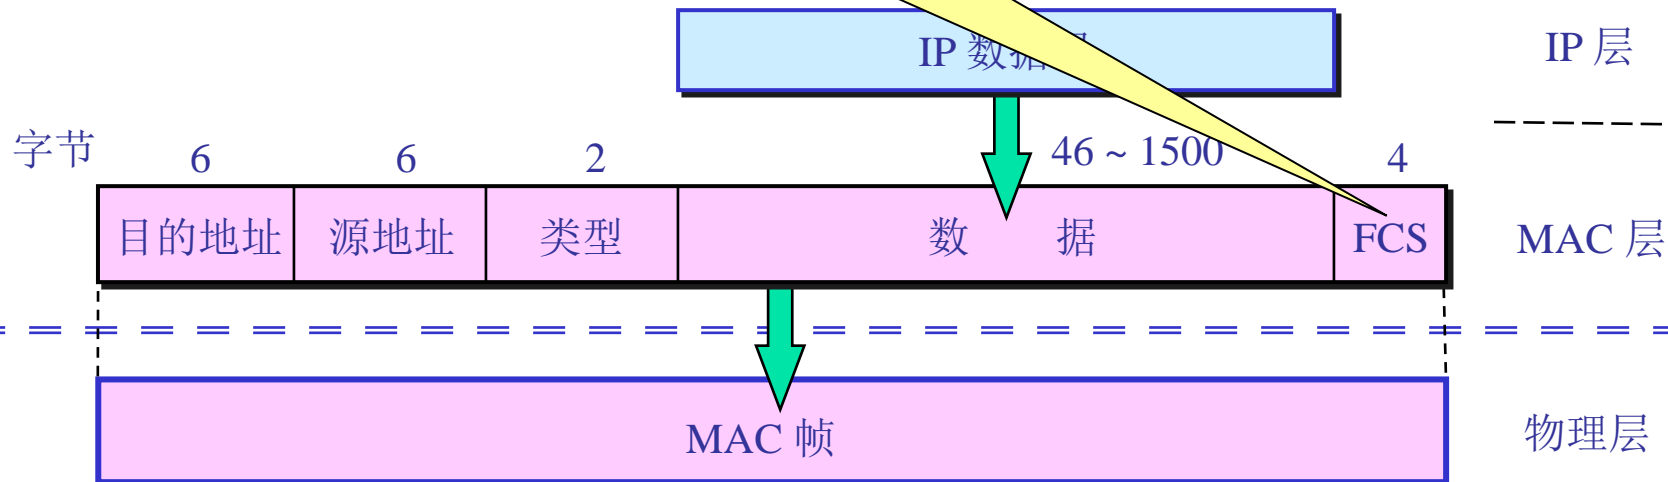 IP 数据
IP 层
字节
6
6
2
46 ~ 1500
4
目的地址
源地址
类型
数 据
FCS
MAC 层
MAC 帧
物理层